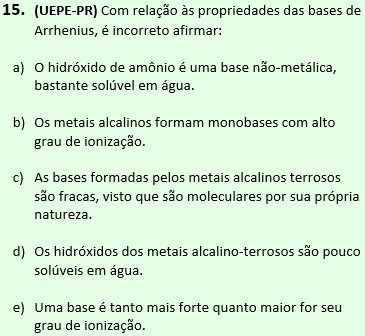 15. (UEPE-PR) Com relação às propriedades das bases de
Arrhenius, é incorreto afirmar:
a) O hidróxido de amônio é uma base não-metálica,
bastante solúvel em água.
b) Os metais alcalinos formam monobases com alto
grau de ionização.
c) As bases formadas pelos metais alcalinos terrosos
são fracas, visto que são moleculares por sua própria
natureza.
d) Os hidróxidos dos metais alcalino-terrosos são pouco
solúveis em água.
e) Uma base é tanto mais forte quanto maior for seu
grau de ionização.